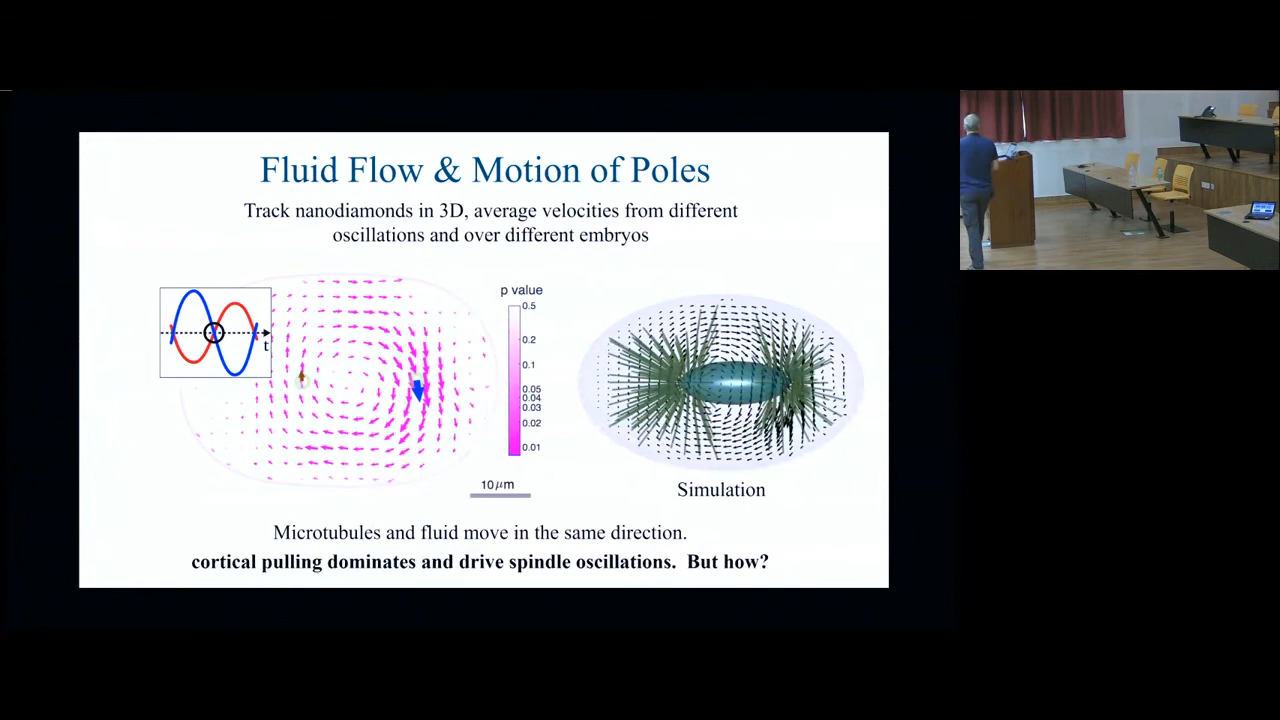 Fluid Flow & Motion of Poles
Track nanodiamonds in 3D, average velocities from different
oscillations and over different embryos
t
p value
0.5
0.2
0.1
0.05
0.04
0.03
0.02
0.01
10 μm
Simulation
Microtubules and fluid move in the same direction.
cortical pulling dominates and drive spindle oscillations. But how?